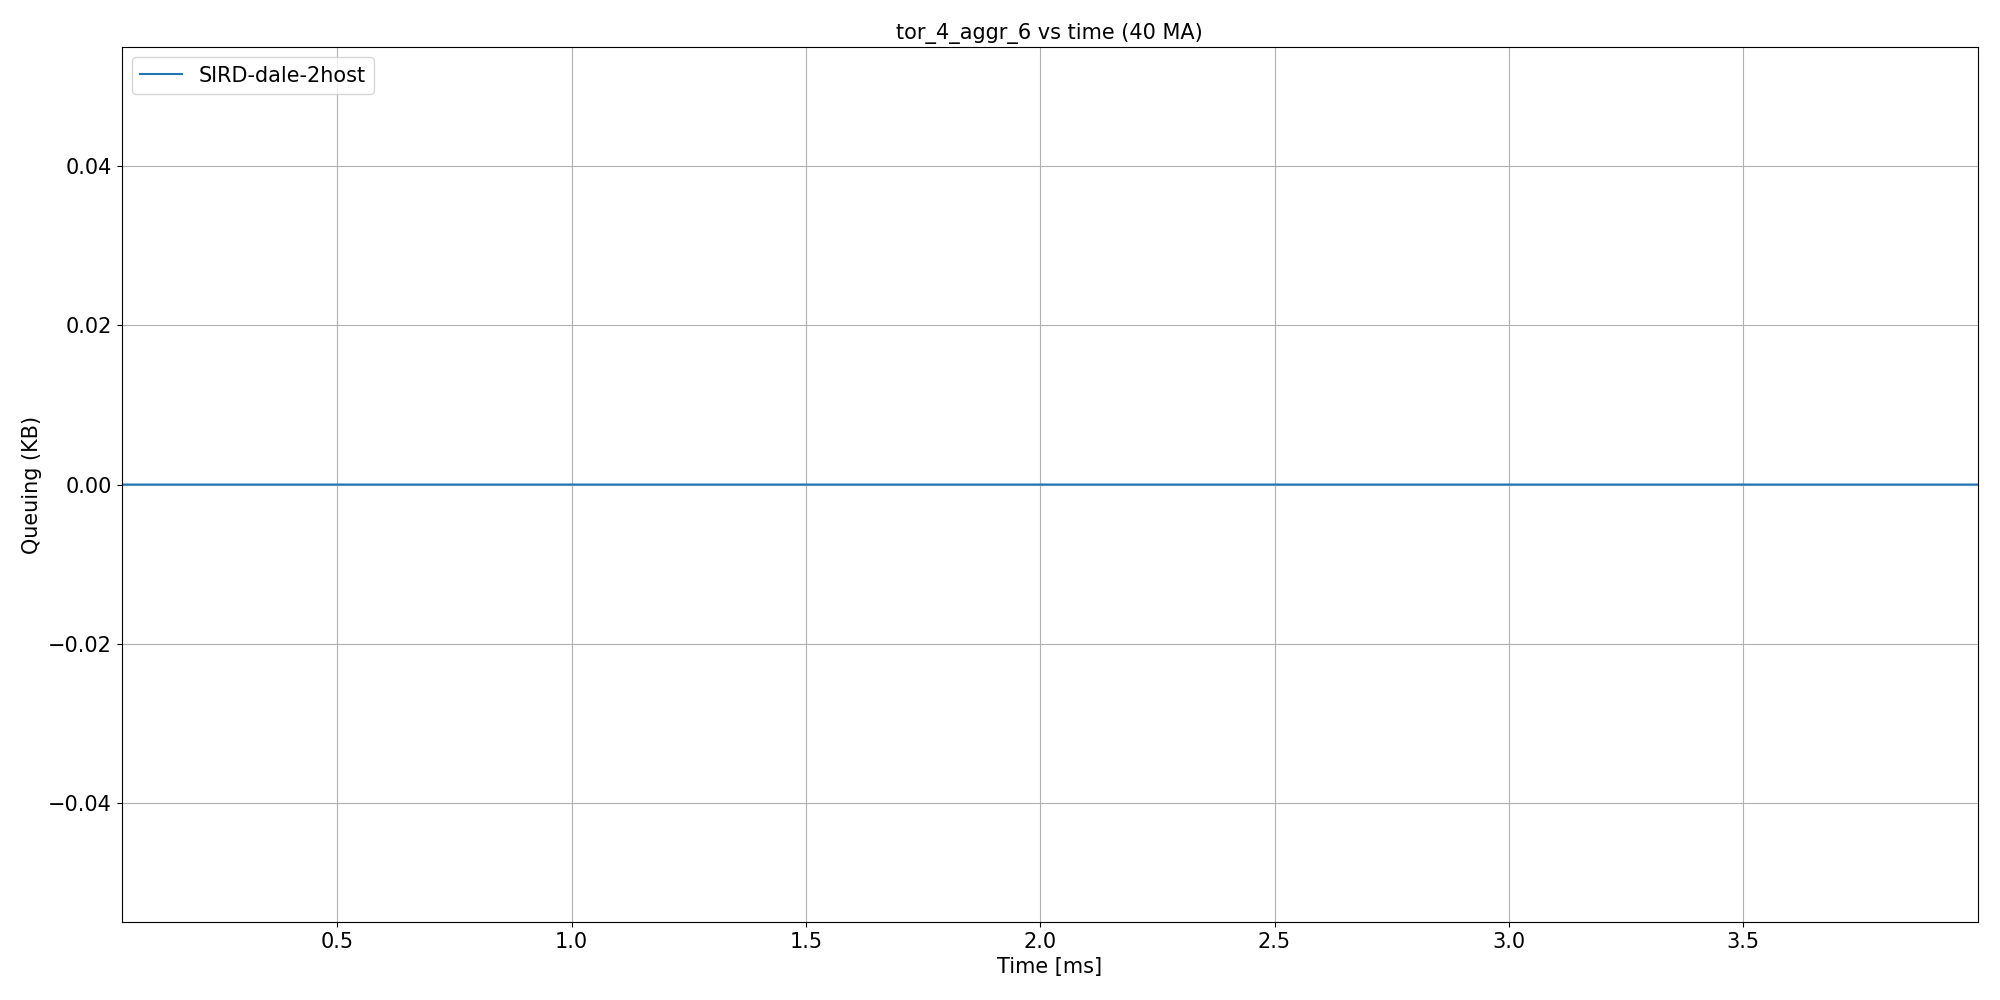 tor_4_aggr_6 vs time (40 MA)
SIRD-dale-2host
0.04
0.02
0.00
−0.02
−0.04
Queuing (KB)
0.5 1.0 1.5 2.0 2.5 3.0 3.5
Time [ms]